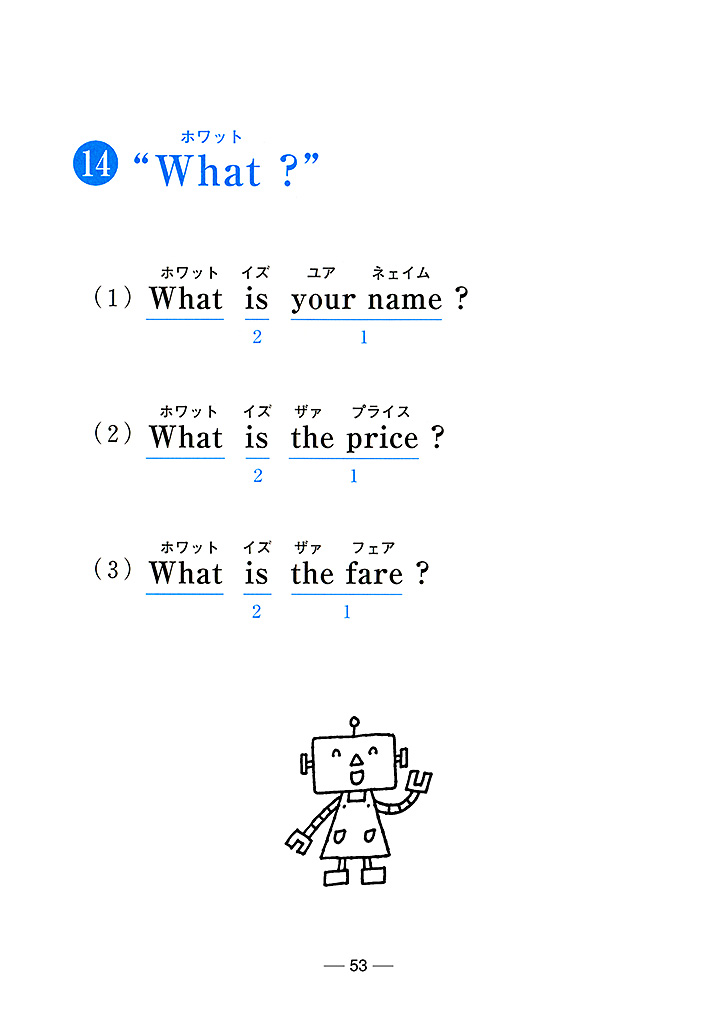 ホワット
14 “What ?”
ホワット イズ ユア ネェイム
(1) What is your name ?
2 1
ホワット イズ ザァ プライス
(2) What is the price ?
2 1
ホワット イズ ザァ フェア
(3) What is the fare ?
2 1
— 53 —